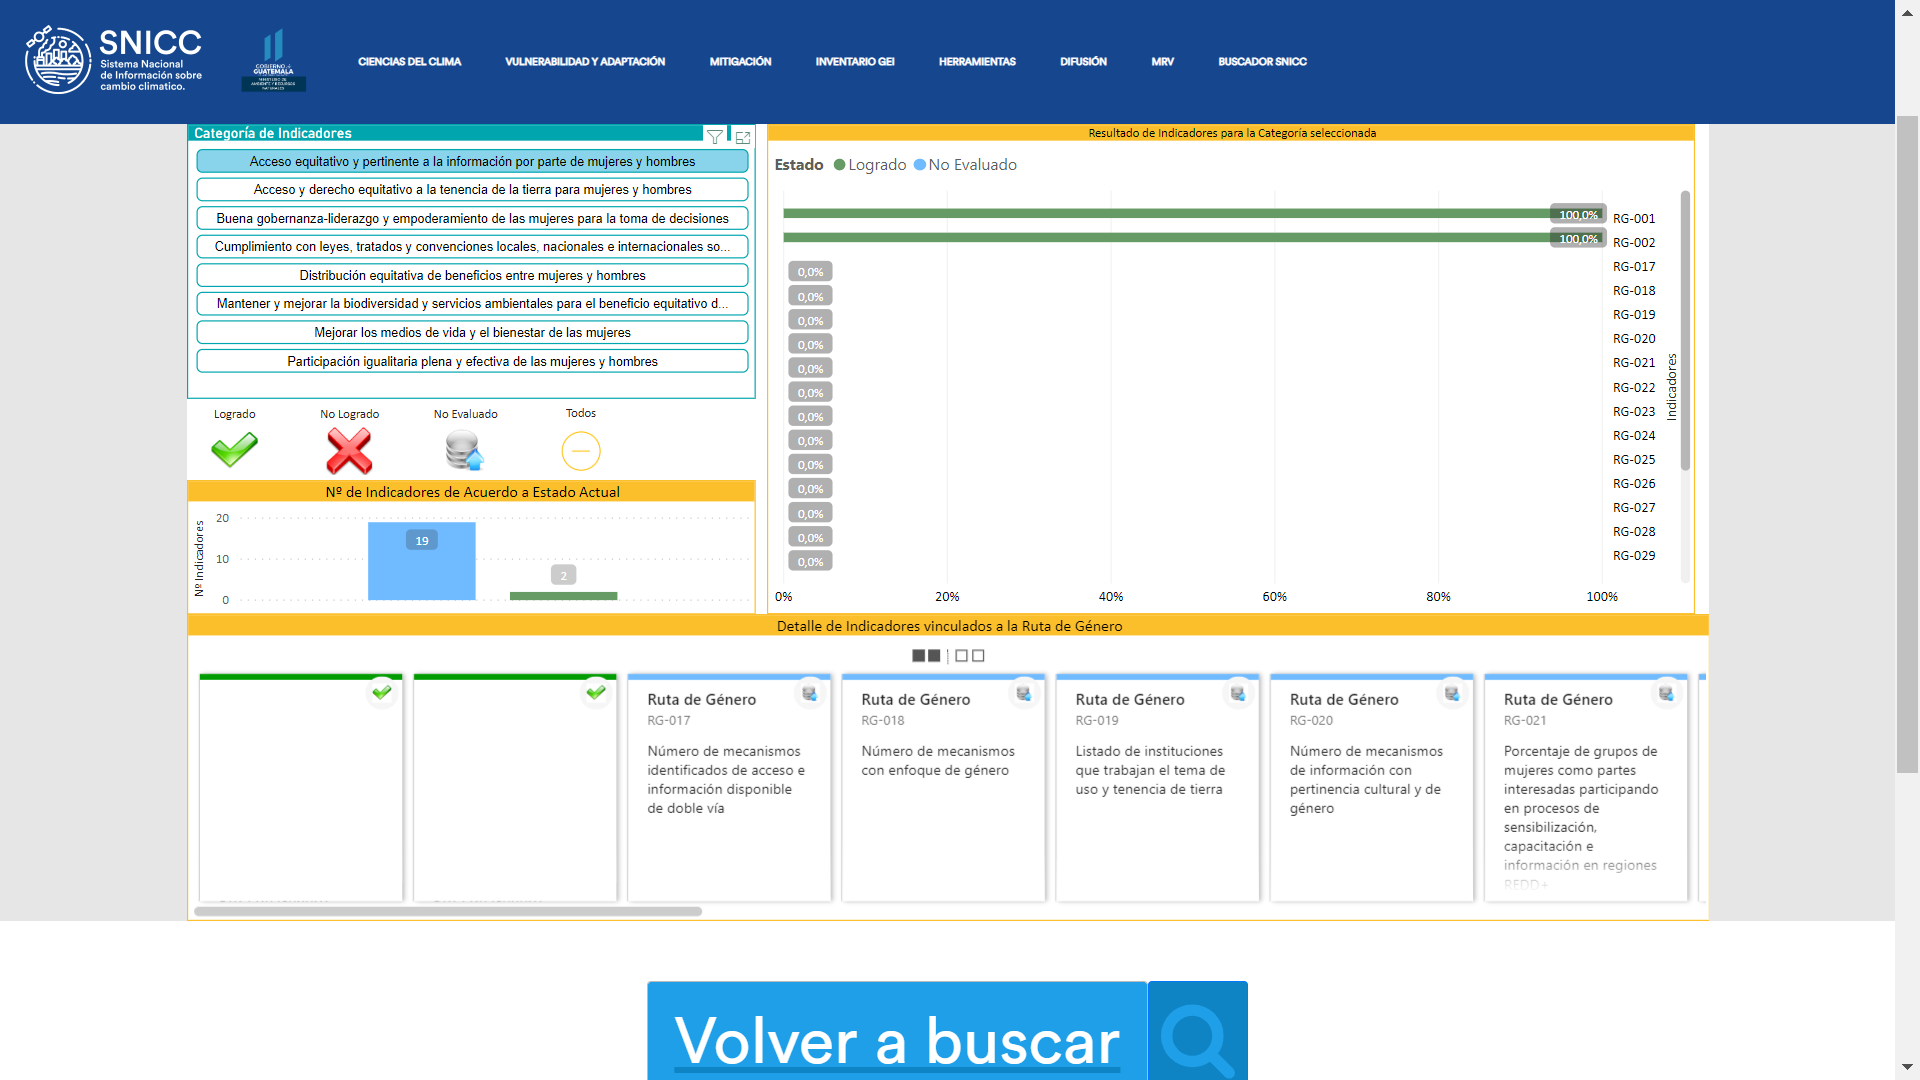 SNICC
Sistema Nacional
de Información sobre
cambio climatico.
GOBIERNO de
GUATEMALA
MINISTERIO DE
AMBIENTE Y RECURSOS
NATURALES
CIENCIAS DEL CLIMA
VULNERABILIDAD Y ADAPTACIÓN
MITIGACIÓN
INVENTARIO GEI
HERRAMIENTAS
DIFUSIÓN
MRV
BUSCADOR SNICC
Categoría de Indicadores
Acceso equitativo y pertinente a la información por parte de mujeres y hombres
Acceso y derecho equitativo a la tenencia de la tierra para mujeres y hombres
Buena gobernanza-liderazgo y empoderamiento de las mujeres para la toma de decisiones
Cumplimiento con leyes, tratados y convenciones locales, nacionales e internacionales so...
Distribución equitativa de beneficios entre mujeres y hombres
Mantener y mejorar la biodiversidad y servicios ambientales para el beneficio equitativo d...
Mejorar los medios de vida y el bienestar de las mujeres
Participación igualitaria plena y efectiva de las mujeres y hombres
Logrado
No Logrado
No Evaluado
Todos
Nº de Indicadores de Acuerdo a Estado Actual
Nº Indicadores
20
10
0
19
2
Resultado de Indicadores para la Categoría seleccionada
Estado Logrado No Evaluado
100,0% RG-001
100,0% RG-002
0,0% RG-017
0,0% RG-018
0,0% RG-019
0,0% RG-020
0,0% RG-021
0,0% RG-022
0,0% RG-023
0,0% RG-024
0,0% RG-025
0,0% RG-026
0,0% RG-027
0,0% RG-028
0,0% RG-029
Indicadores
0% 20% 40% 60% 80% 100%
Detalle de Indicadores vinculados a la Ruta de Género
Ruta de Género
RG-017
Número de mecanismos
identificados de acceso e
información disponible
de doble vía
Ruta de Género
RG-018
Número de mecanismos
con enfoque de género
Ruta de Género
RG-019
Listado de instituciones
que trabajan el tema de
uso y tenencia de tierra
Ruta de Género
RG-020
Número de mecanismos
de información con
pertinencia cultural y de
género
Ruta de Género
RG-021
Porcentaje de grupos de
mujeres como partes
interesadas participando
en procesos de
sensibilización,
capacitación e
información en regiones
REDD+
Volver a buscar